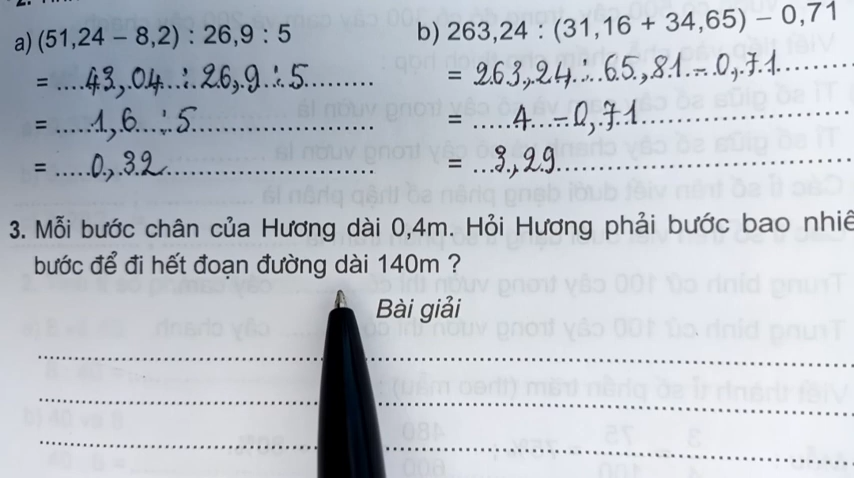 a) (51,24 – 8,2) : 26,9 : 5
= 43,04 : 26,9 : 5
= 1,6 : 5
= 0,32
b) 263,24 : (31,16 + 34,65) – 0,71
= 263,24 : 65,81 - 0,71
= 4 - 0,71
= 3,29
3. Mỗi bước chân của Hương dài 0,4m. Hỏi Hương phải bước bao nhiê
bước để đi hết đoạn đường dài 140m ?
Bài giải